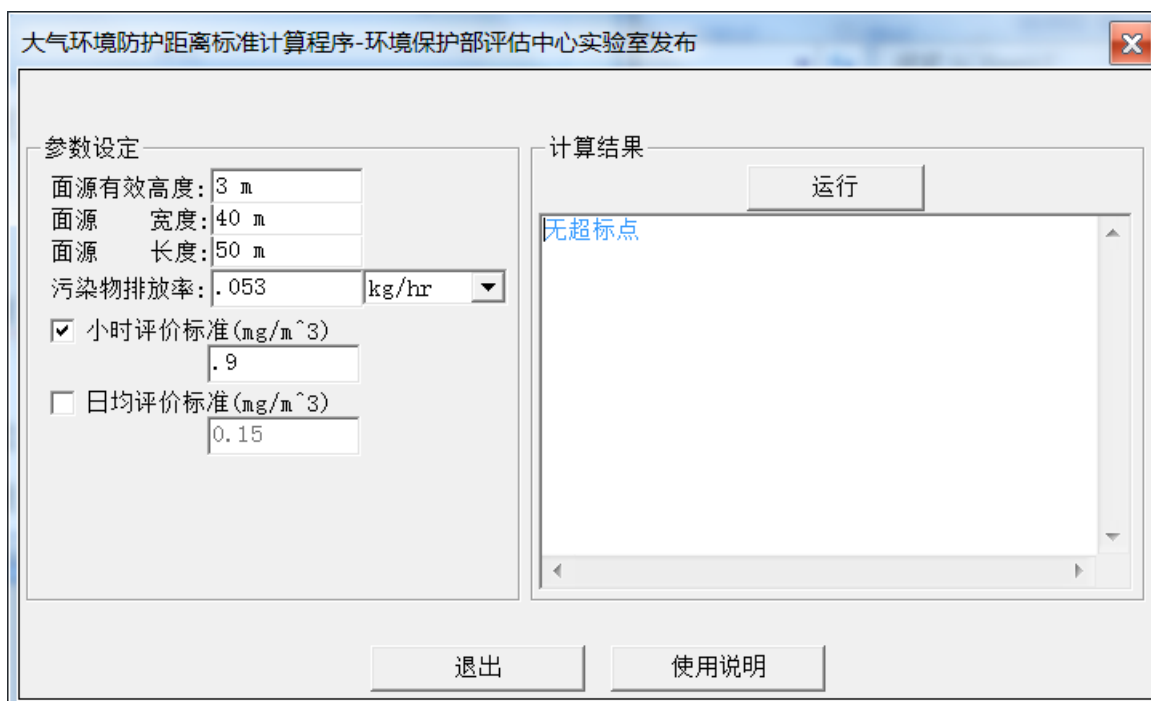 大气环境防护距离标准计算程序-环境保护部评估中心实验室发布
参数设定
面源有效高度:3 m
面源 宽度:40 m
面源 长度:50 m
污染物排放率:.053 kg/hr
小时评价标准(mg/m^3)
.9
日均评价标准(mg/m^3)
0.15
计算结果
运行
无超标点
退出
使用说明